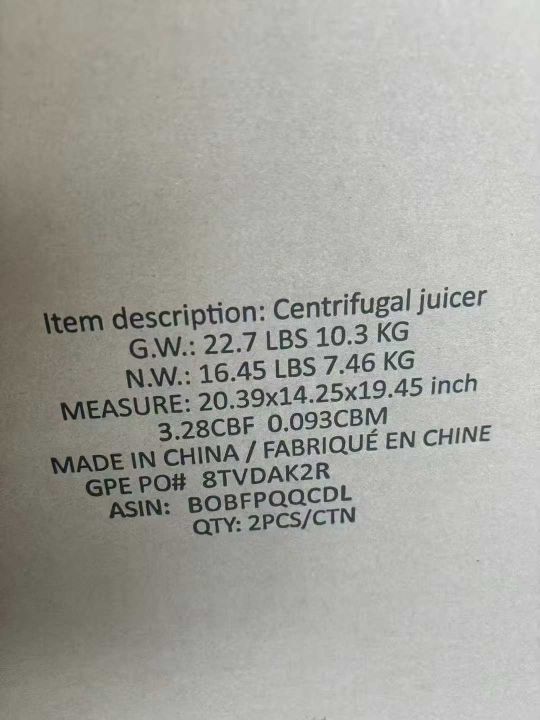 Item description: Centrifugal juicer
G.W.: 22.7 LBS 10.3 KG
N.W.: 16.45 LBS 7.46 KG
MEASURE: 20.39x14.25x19.45 inch
3.28CBF 0.093CBM
MADE IN CHINA / FABRIQUÉ EN CHINE
GPE PO# 8TVDAK2R
ASIN: BOBFPQQCDL
QTY: 2PCS/CTN